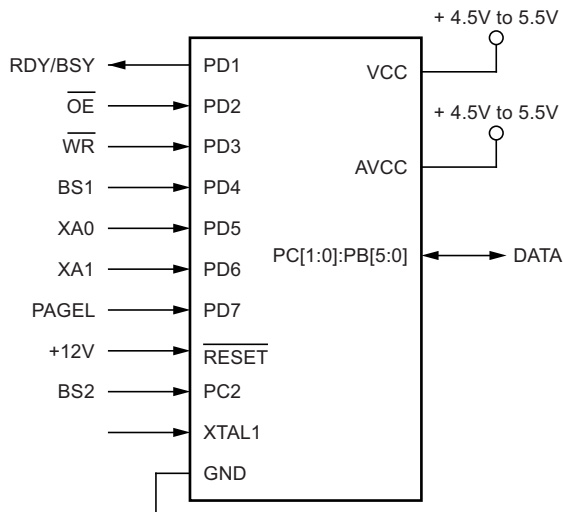 + 4.5V to 5.5V
RDY/BSY PD1 VCC
OE PD2
+ 4.5V to 5.5V
WR PD3
BS1 PD4 AVCC
XA0 PD5
PC[1:0]:PB[5:0] DATA
XA1 PD6
PAGEL PD7
+12V RESET
BS2 PC2
XTAL1
GND